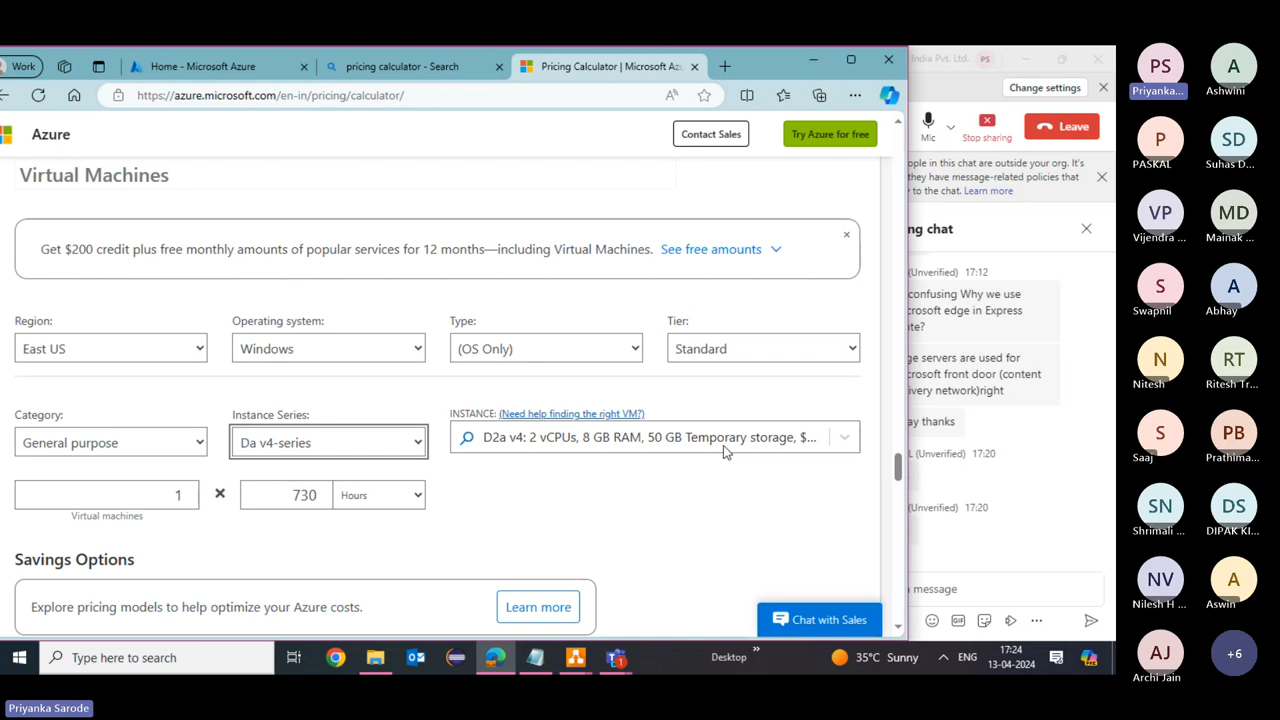 Work
Home - Microsoft Azure
pricing calculator - Search
Pricing Calculator | Microsoft Az
https://azure.microsoft.com/en-in/pricing/calculator/
Azure
Contact Sales
Try Azure for free
Virtual Machines
Get $200 credit plus free monthly amounts of popular services for 12 months—including Virtual Machines. See free amounts
Region:
Operating system:
Type:
Tier:
East US
Windows
(OS Only)
Standard
Category:
Instance Series:
INSTANCE: (Need help finding the right VM?)
General purpose
Da v4-series
D2a v4: 2 vCPUs, 8 GB RAM, 50 GB Temporary storage, $...
1
730
Hours
Virtual machines
Savings Options
Explore pricing models to help optimize your Azure costs.
Learn more
Chat with Sales
India Pvt. Ltd.
PS
Change settings
Mic
Stop sharing
Leave
ople in this chat are outside your org. It's
they have message-related policies that
y to the chat. Learn more
ng chat
(Unverified) 17:12
confusing Why we use
rosoft edge in Express
te?
ge servers are used for
rosoft front door (content
very network)right
ay thanks
L (Unverified) 17:20
(Unverified) 17:20
message
GIF
Type here to search
1
Desktop
35°C Sunny
ENG
17:24
13-04-2024
PS
Priyanka...
A
Ashwini
P
PASKAL
SD
Suhas D...
VP
Vijendra ...
MD
Mainak ...
S
Swapnil
A
Abhay
N
Nitesh
RT
Ritesh Tr...
S
Saaj
PB
Prathima...
SN
Shrimali ...
DS
DIPAK KI...
NV
Nilesh H ...
A
Aswin
AJ
Archi Jain
+6
Priyanka Sarode